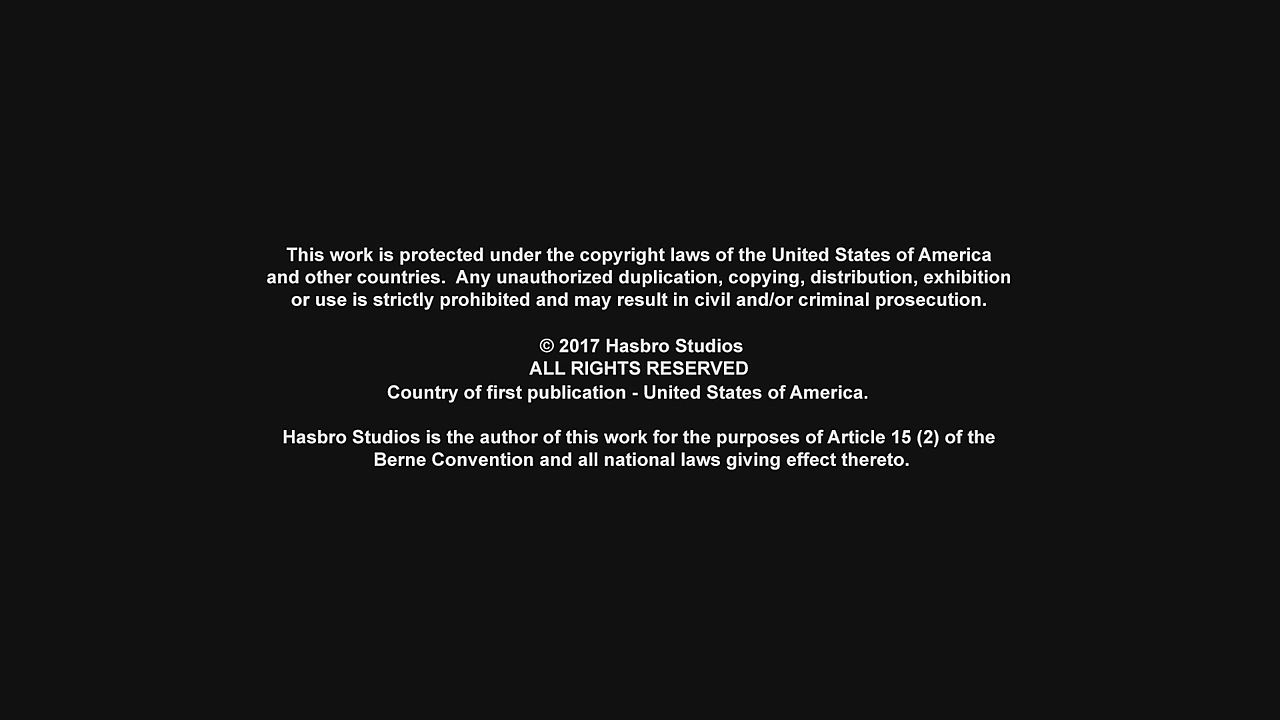 This work is protected under the copyright laws of the United States of America
and other countries.  Any unauthorized duplication, copying, distribution, exhibition
or use is strictly prohibited and may result in civil and/or criminal prosecution.
© 2017 Hasbro Studios
ALL RIGHTS RESERVED
Country of first publication - United States of America.
Hasbro Studios is the author of this work for the purposes of Article 15 (2) of the
Berne Convention and all national laws giving effect thereto.